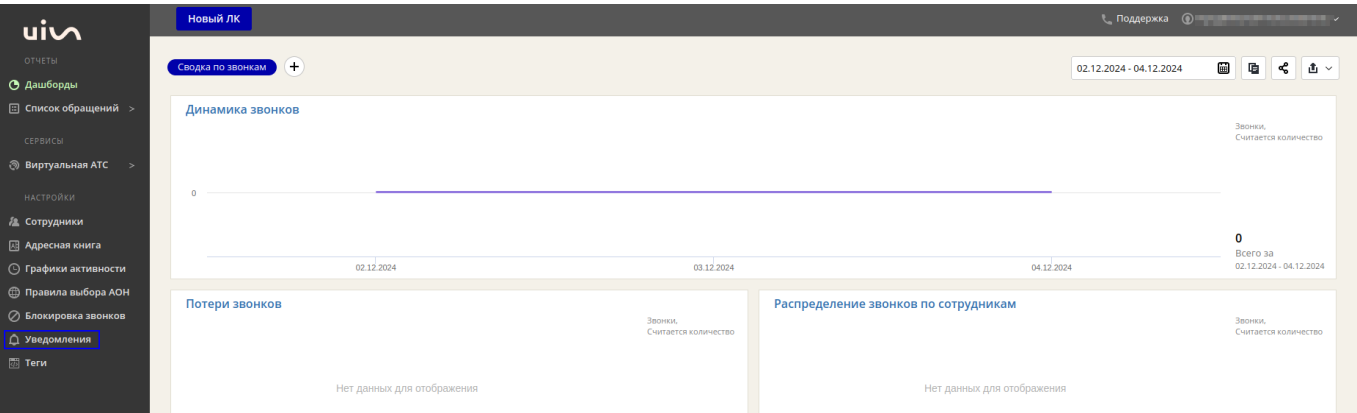 uis
Новый ЛК
Поддержка
ОТЧЕТЫ
Дашборды
Список обращений >
СЕРВИСЫ
Виртуальная АТС >
НАСТРОЙКИ
Сотрудники
Адресная книга
Графики активности
Правила выбора АОН
Блокировка звонков
Уведомления
Теги
Сводка по звонкам +
02.12.2024 - 04.12.2024
Динамика звонков
Звонки,
Считается количество
0
02.12.2024 03.12.2024 04.12.2024
0
Всего за
02.12.2024 - 04.12.2024
Потери звонков
Звонки,
Считается количество
Нет данных для отображения
Распределение звонков по сотрудникам
Звонки,
Считается количество
Нет данных для отображения